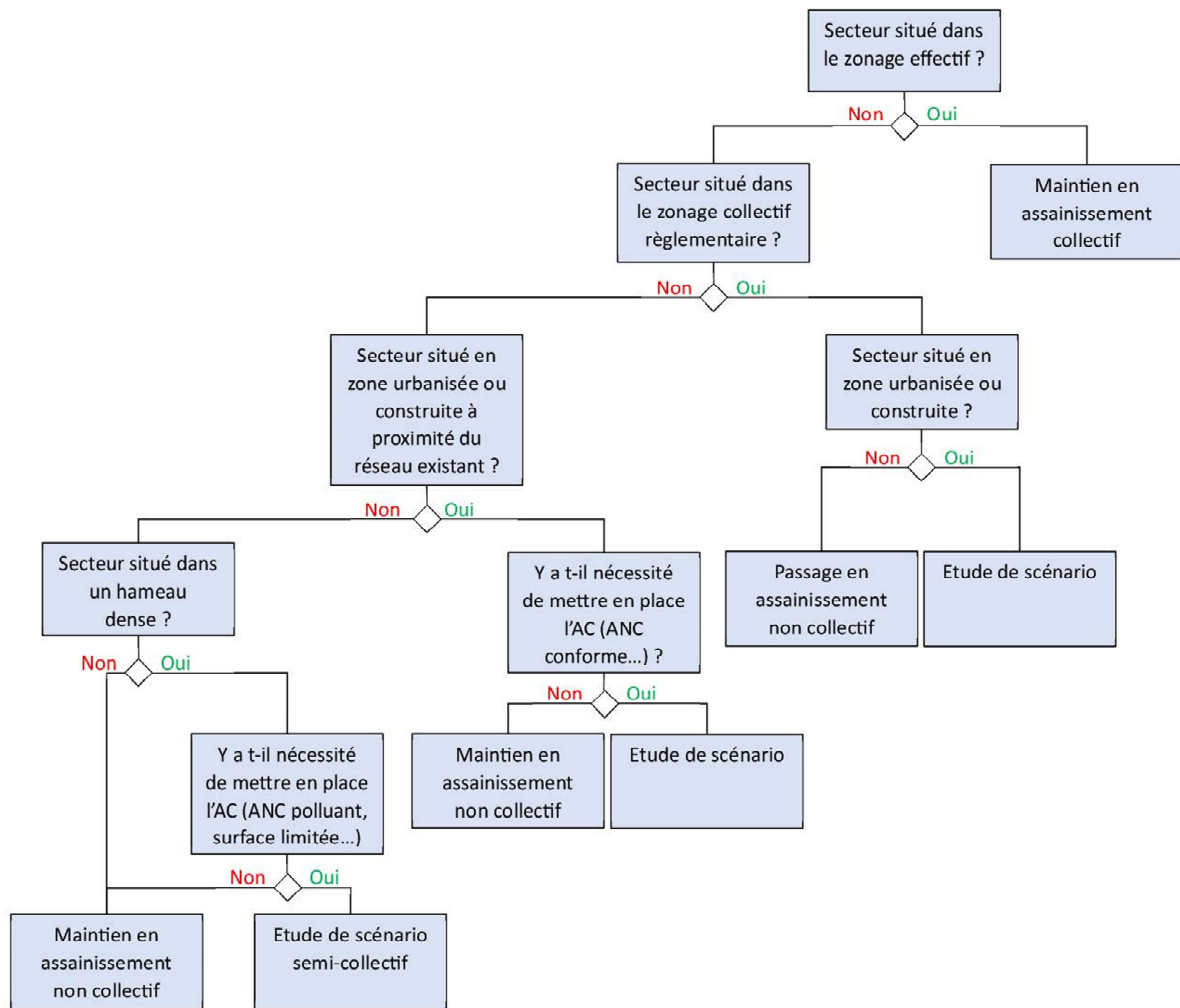 Secteur situé dans
le zonage effectif ?
Non
Oui
Secteur situé dans
le zonage collectif
règlementaire ?
Maintien en
assainissement
collectif
Non
Oui
Secteur situé en
zone urbanisée ou
construite à
proximité du
réseau existant ?
Secteur situé en
zone urbanisée ou
construite ?
Non
Oui
Non
Oui
Secteur situé dans
un hameau
dense ?
Y a t-il nécessité
de mettre en place
l'AC (ANC
conforme...) ?
Passage en
assainissement
non collectif
Etude de scénario
Non
Oui
Non
Oui
Y a t-il nécessité
de mettre en place
l'AC (ANC polluant,
surface limitée...)
Maintien en
assainissement
non collectif
Etude de scénario
Non
Oui
Maintien en
assainissement
non collectif
Etude de scénario
semi-collectif